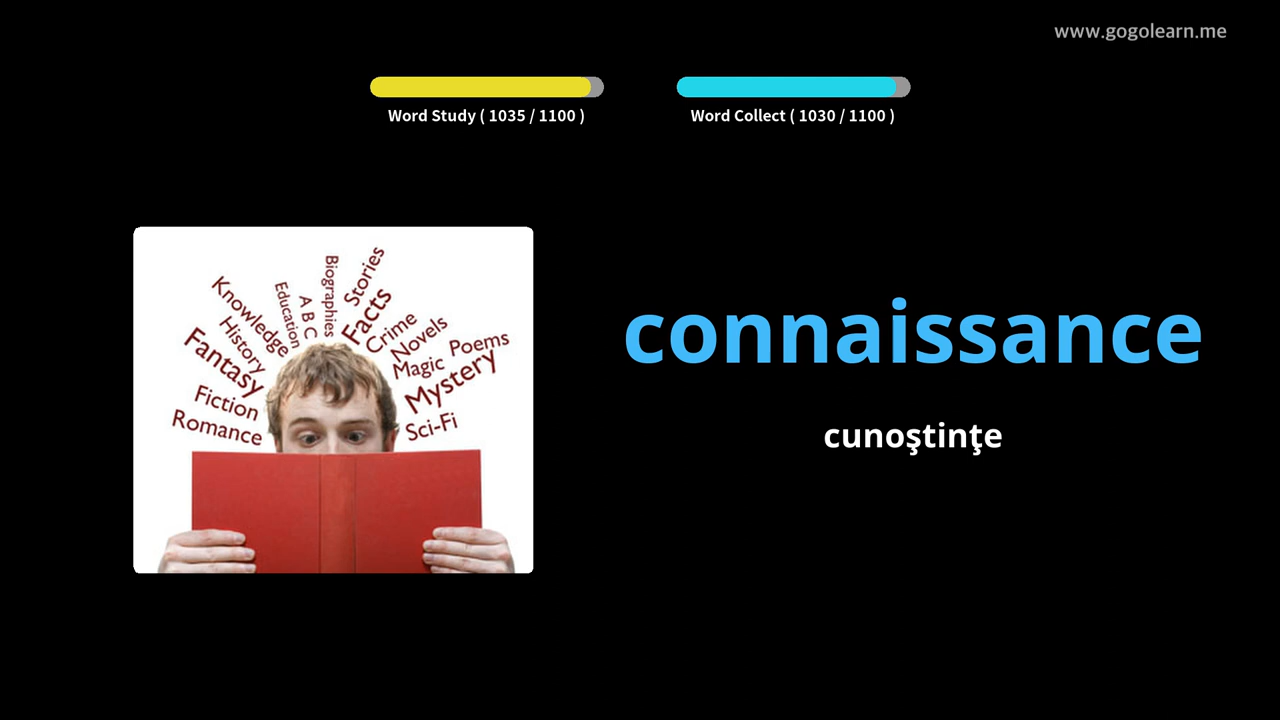 www.gogolearn.me
Word Study ( 1035 / 1100 )
Word Collect ( 1030 / 1100 )
Knowledge
History
Fantasy
Fiction
Romance
Education
A B C
Biographies
Stories
Facts
Crime
Novels
Magic
Poems
Mystery
Sci-Fi
connaissance
cunoştinţe